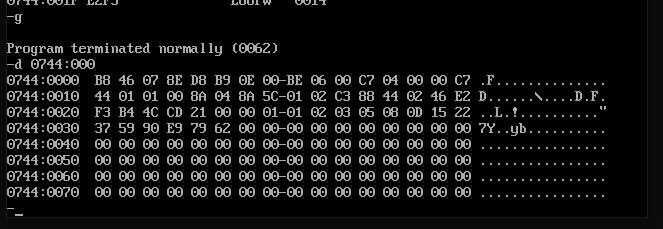 0744:001F E2F3          LOOPW   0014
-g
Program terminated normally (0062)
-d 0744:000
0744:0000  B8 46 07 8E D8 B9 0E 00-BE 06 00 C7 04 00 00 C7 .F..............
0744:0010  44 01 01 00 8A 04 8A 5C-01 02 C3 88 44 02 46 E2 D......\....D.F.
0744:0020  F3 B4 4C CD 21 00 00 01-01 02 03 05 08 0D 15 22 ..L.!.........."
0744:0030  37 59 90 E9 79 62 00 00-00 00 00 00 00 00 00 00 7Y..yb..........
0744:0040  00 00 00 00 00 00 00 00-00 00 00 00 00 00 00 00 ................
0744:0050  00 00 00 00 00 00 00 00-00 00 00 00 00 00 00 00 ................
0744:0060  00 00 00 00 00 00 00 00-00 00 00 00 00 00 00 00 ................
0744:0070  00 00 00 00 00 00 00 00-00 00 00 00 00 00 00 00 ................
-_